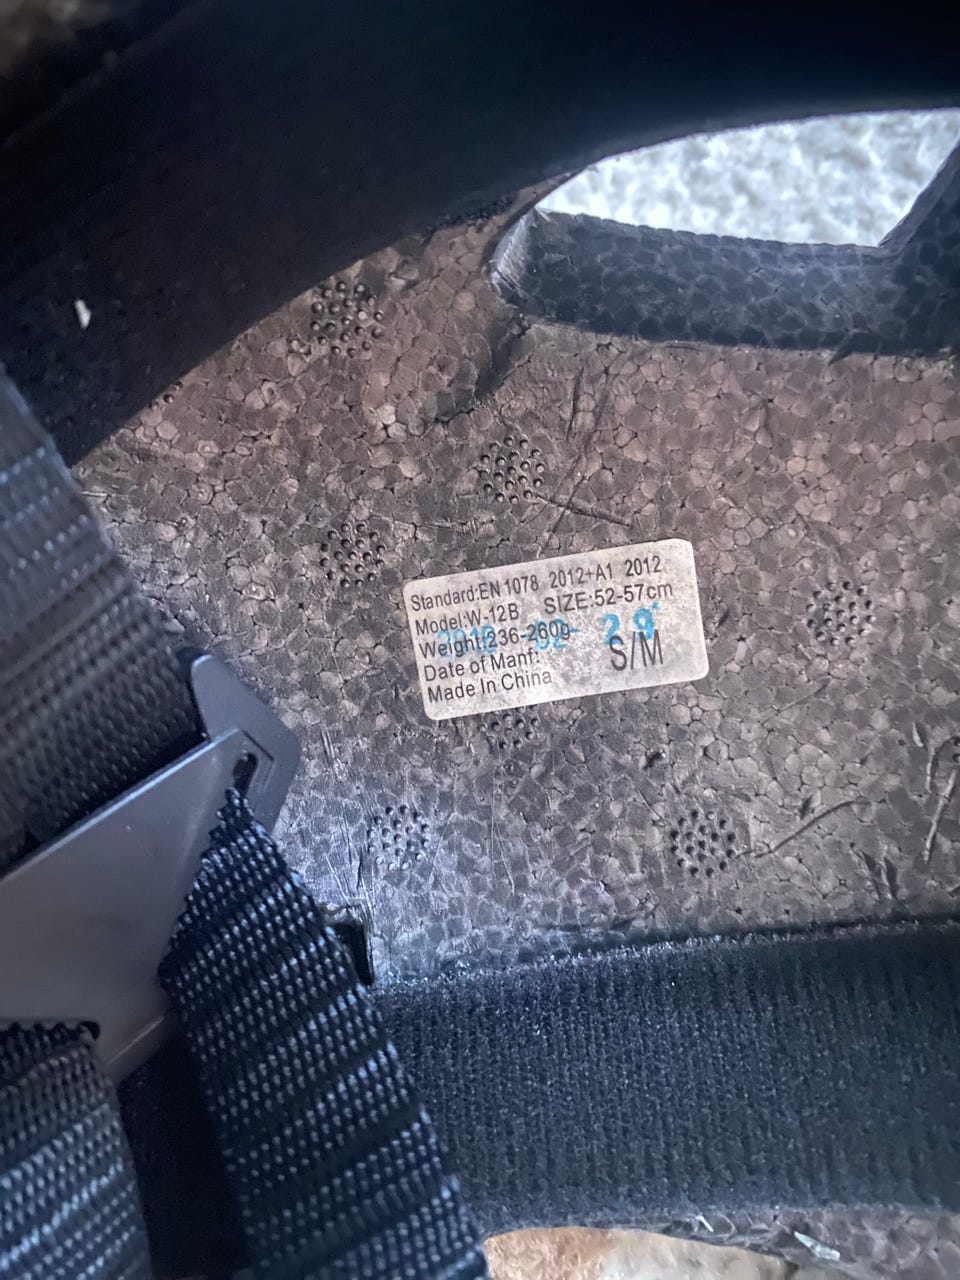 Standard:EN 1078 2012+A1 2012
Model:W-12B SIZE:52-57cm
Weight:236-260g
Date of Manf:
S/M
Made In China